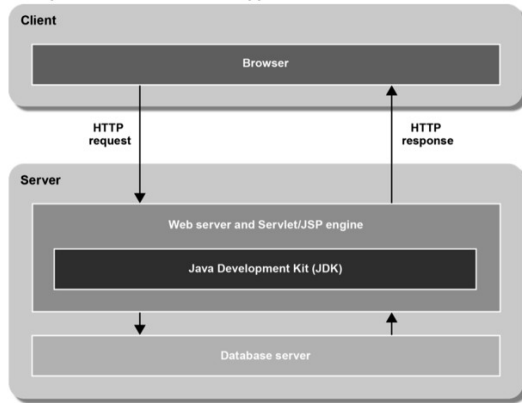 Client
Browser
HTTP
request
HTTP
response
Server
Web server and Servlet/JSP engine
Java Development Kit (JDK)
Database server